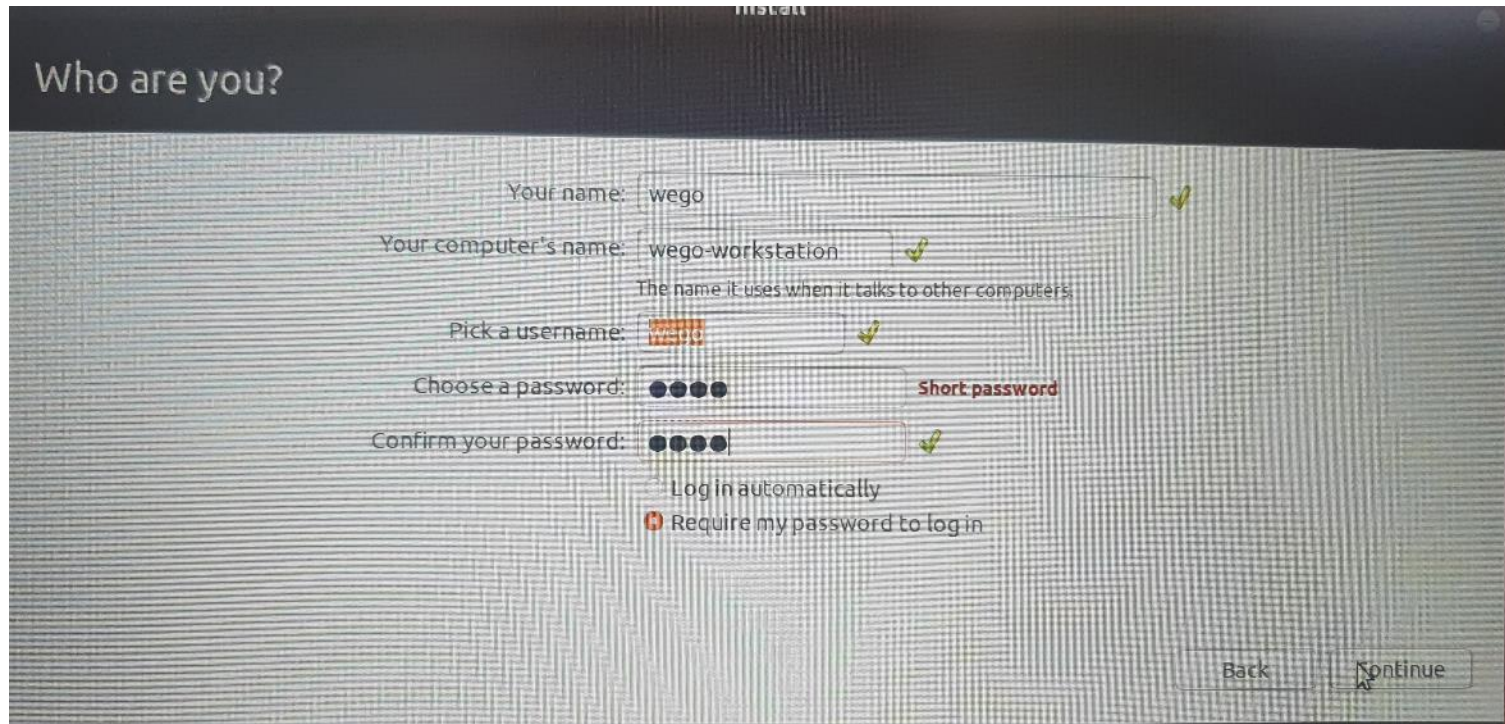 Install
Who are you?
Your name: wego
Your computer's name: wego-workstation
The name it uses when it talks to other computers.
Pick a username: wego
Choose a password: ●●●● Short password
Confirm your password: ●●●●
Log in automatically
Require my password to log in
Back Continue